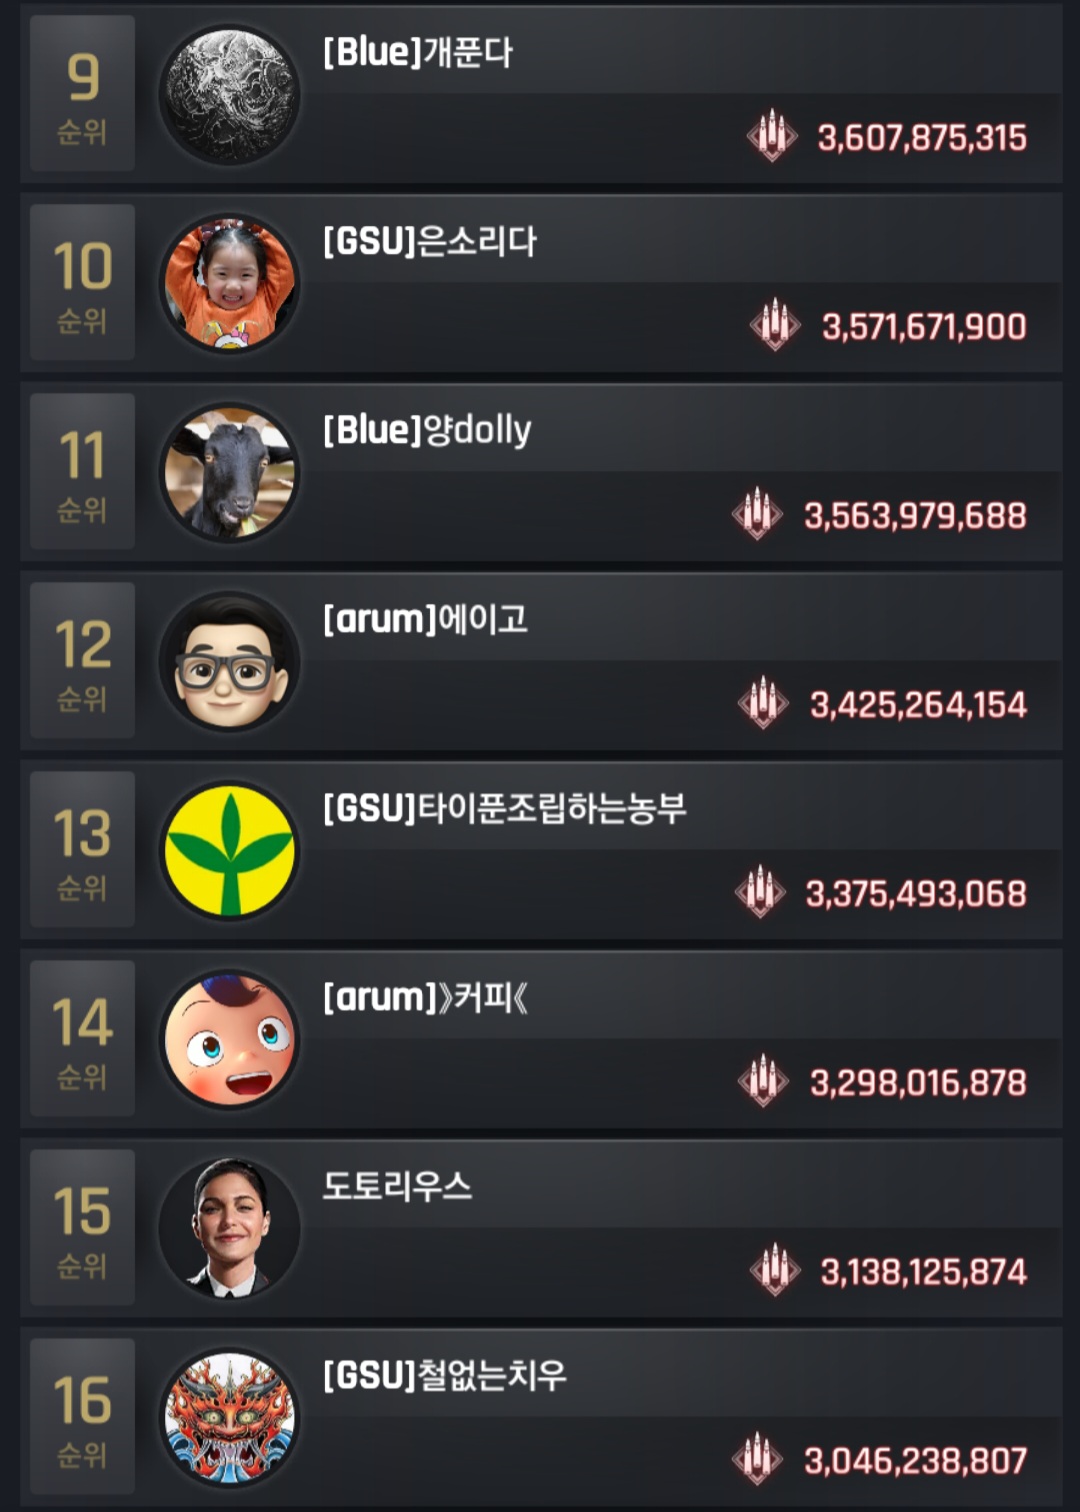 9
순위
[Blue]개푼다
3,607,875,315
10
순위
[GSU]은소리다
3,571,671,900
11
순위
[Blue]양dolly
3,563,979,688
12
순위
[arum]에이고
3,425,264,154
13
순위
[GSU]타이푼조립하는농부
3,375,493,068
14
순위
[arum]》커피《
3,298,016,878
15
순위
도토리우스
3,138,125,874
16
순위
[GSU]철없는치우
3,046,238,807